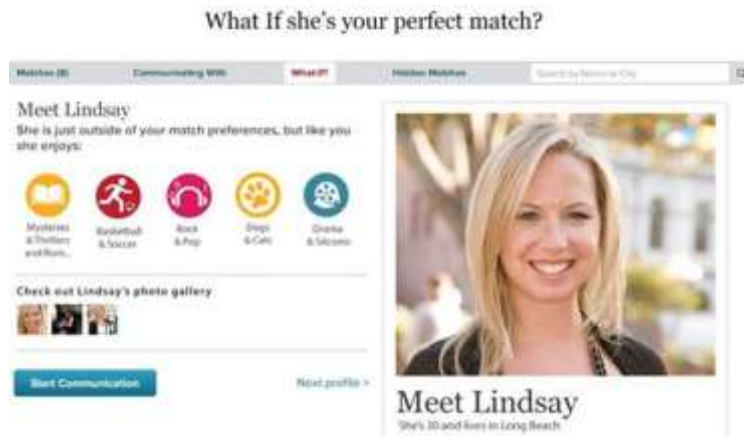 What If she's your perfect match?
Matches (8) Communicating With What If? Hidden Matches Search by Name or City
Meet Lindsay
She is just outside of your match preferences, but like you
she enjoys:
Mysteries
& Thrillers
and Rom...
Basketball
& Soccer
Rock
& Pop
Dogs
& Cats
Drama
& Sitcoms
Check out Lindsay's photo gallery
Start Communication
Next profile >
Meet Lindsay
She's 30 and lives in Long Beach